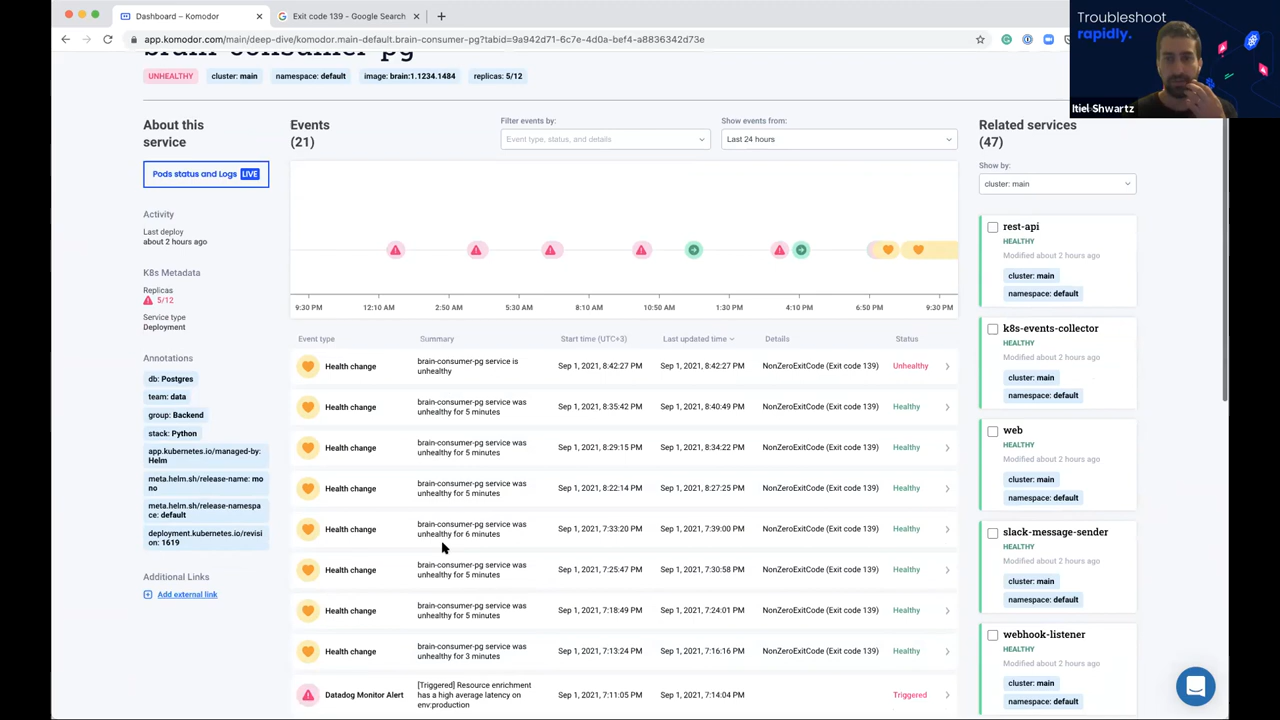 Dashboard – Komodor
Exit code 139 - Google Search
app.komodor.com/main/deep-dive/komodor.main-default.brain-consumer-pg?tabid=9a942d71-6c7e-4d0a-bef4-a8836342d73e
Troubleshoot
rapidly.
Itiel Shwartz
brain-consumer-pg
UNHEALTHY
cluster: main
namespace: default
image: brain:1.1234.1484
replicas: 5/12
About this
service
Pods status and Logs LIVE
Activity
Last deploy
about 2 hours ago
K8s Metadata
Replicas
5/12
Service type
Deployment
Annotations
db: Postgres
team: data
group: Backend
stack: Python
app.kubernetes.io/managed-by:
Helm
meta.helm.sh/release-name: mo
no
meta.helm.sh/release-namespa
ce: default
deployment.kubernetes.io/revisi
on: 1619
Additional Links
Add external link
Events
(21)
Filter events by:
Event type, status, and details
Show events from:
Last 24 hours
9:30 PM 12:10 AM 2:50 AM 5:30 AM 8:10 AM 10:50 AM 1:30 PM 4:10 PM 6:50 PM 9:30 PM
Event type Summary Start time (UTC+3) Last updated time Details Status
Health change
brain-consumer-pg service is
unhealthy
Sep 1, 2021, 8:42:27 PM Sep 1, 2021, 8:42:27 PM NonZeroExitCode (Exit code 139) Unhealthy
Health change
brain-consumer-pg service was
unhealthy for 5 minutes
Sep 1, 2021, 8:35:42 PM Sep 1, 2021, 8:40:49 PM NonZeroExitCode (Exit code 139) Healthy
Health change
brain-consumer-pg service was
unhealthy for 5 minutes
Sep 1, 2021, 8:29:15 PM Sep 1, 2021, 8:34:22 PM NonZeroExitCode (Exit code 139) Healthy
Health change
brain-consumer-pg service was
unhealthy for 5 minutes
Sep 1, 2021, 8:22:14 PM Sep 1, 2021, 8:27:25 PM NonZeroExitCode (Exit code 139) Healthy
Health change
brain-consumer-pg service was
unhealthy for 6 minutes
Sep 1, 2021, 7:33:20 PM Sep 1, 2021, 7:39:00 PM NonZeroExitCode (Exit code 139) Healthy
Health change
brain-consumer-pg service was
unhealthy for 5 minutes
Sep 1, 2021, 7:25:47 PM Sep 1, 2021, 7:30:58 PM NonZeroExitCode (Exit code 139) Healthy
Health change
brain-consumer-pg service was
unhealthy for 5 minutes
Sep 1, 2021, 7:18:49 PM Sep 1, 2021, 7:24:01 PM NonZeroExitCode (Exit code 139) Healthy
Health change
brain-consumer-pg service was
unhealthy for 3 minutes
Sep 1, 2021, 7:13:24 PM Sep 1, 2021, 7:16:16 PM NonZeroExitCode (Exit code 139) Healthy
Datadog Monitor Alert
[Triggered] Resource enrichment
has a high average latency on
env:production
Sep 1, 2021, 7:11:05 PM Sep 1, 2021, 7:14:04 PM Triggered
Related services
(47)
Show by:
cluster: main
rest-api
HEALTHY
Modified about 2 hours ago
cluster: main
namespace: default
k8s-events-collector
HEALTHY
Modified about 2 hours ago
cluster: main
namespace: default
web
HEALTHY
Modified about 2 hours ago
cluster: main
namespace: default
slack-message-sender
HEALTHY
Modified about 2 hours ago
cluster: main
namespace: default
webhook-listener
HEALTHY
Modified about 2 hours ago
cluster: main
namespace: default